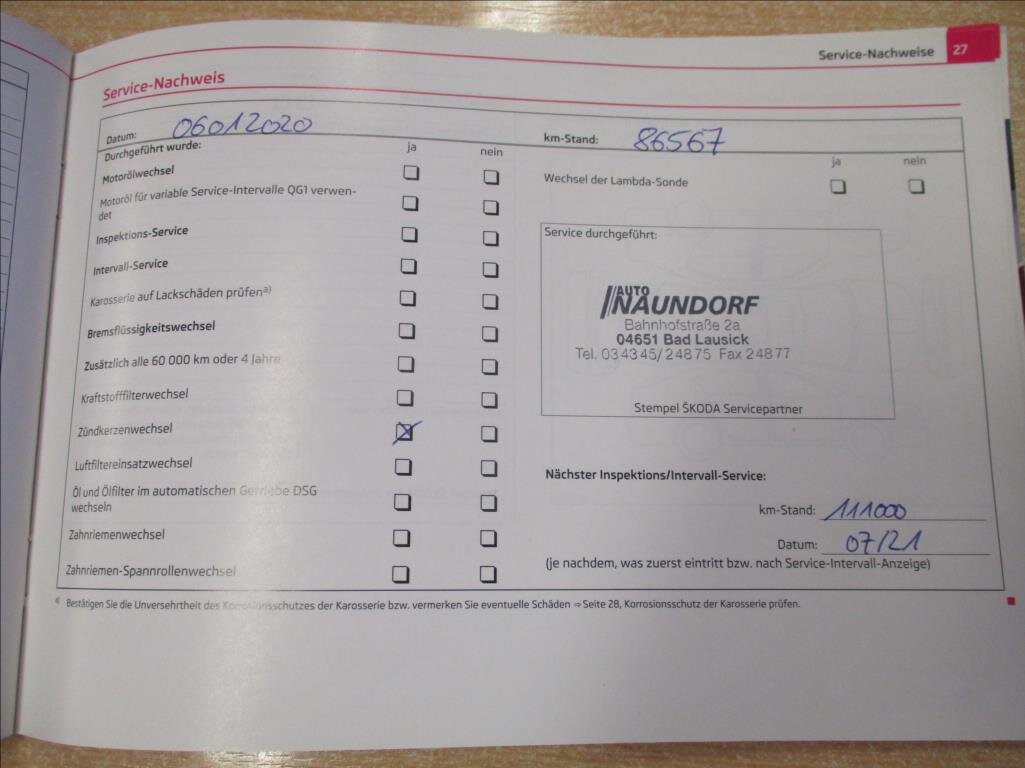 Service-Nachweise 27
Service-Nachweis
Datum: 06012020
km-Stand: 86567
Durchgeführt wurde:
ja nein
ja nein
Motorölwechsel
Motoröl für variable Service-Intervalle QG1 verwen-
det
Inspektions-Service
Intervall-Service
Karosserie auf Lackschäden prüfena)
Bremsflüssigkeitswechsel
Zusätzlich alle 60 000 km oder 4 Jahre
Kraftstofffilterwechsel
Zündkerzenwechsel
Luftfiltereinsatzwechsel
Öl und Ölfilter im automatischen Getriebe DSG
wechseln
Zahnriemenwechsel
Zahnriemen-Spannrollenwechsel
Wechsel der Lambda-Sonde
Service durchgeführt:
AUTO
NAUNDORF
Bahnhofstraße 2a
04651 Bad Lausick
Tel. 034345/24875 Fax 24877
Stempel ŠKODA Servicepartner
Nächster Inspektions/Intervall-Service:
km-Stand: 111000
Datum: 07/21
(je nachdem, was zuerst eintritt bzw. nach Service-Intervall-Anzeige)
a) Bestätigen Sie die Unversehrtheit des Korrosionsschutzes der Karosserie bzw. vermerken Sie eventuelle Schäden ⇒ Seite 28, Korrosionsschutz der Karosserie prüfen.